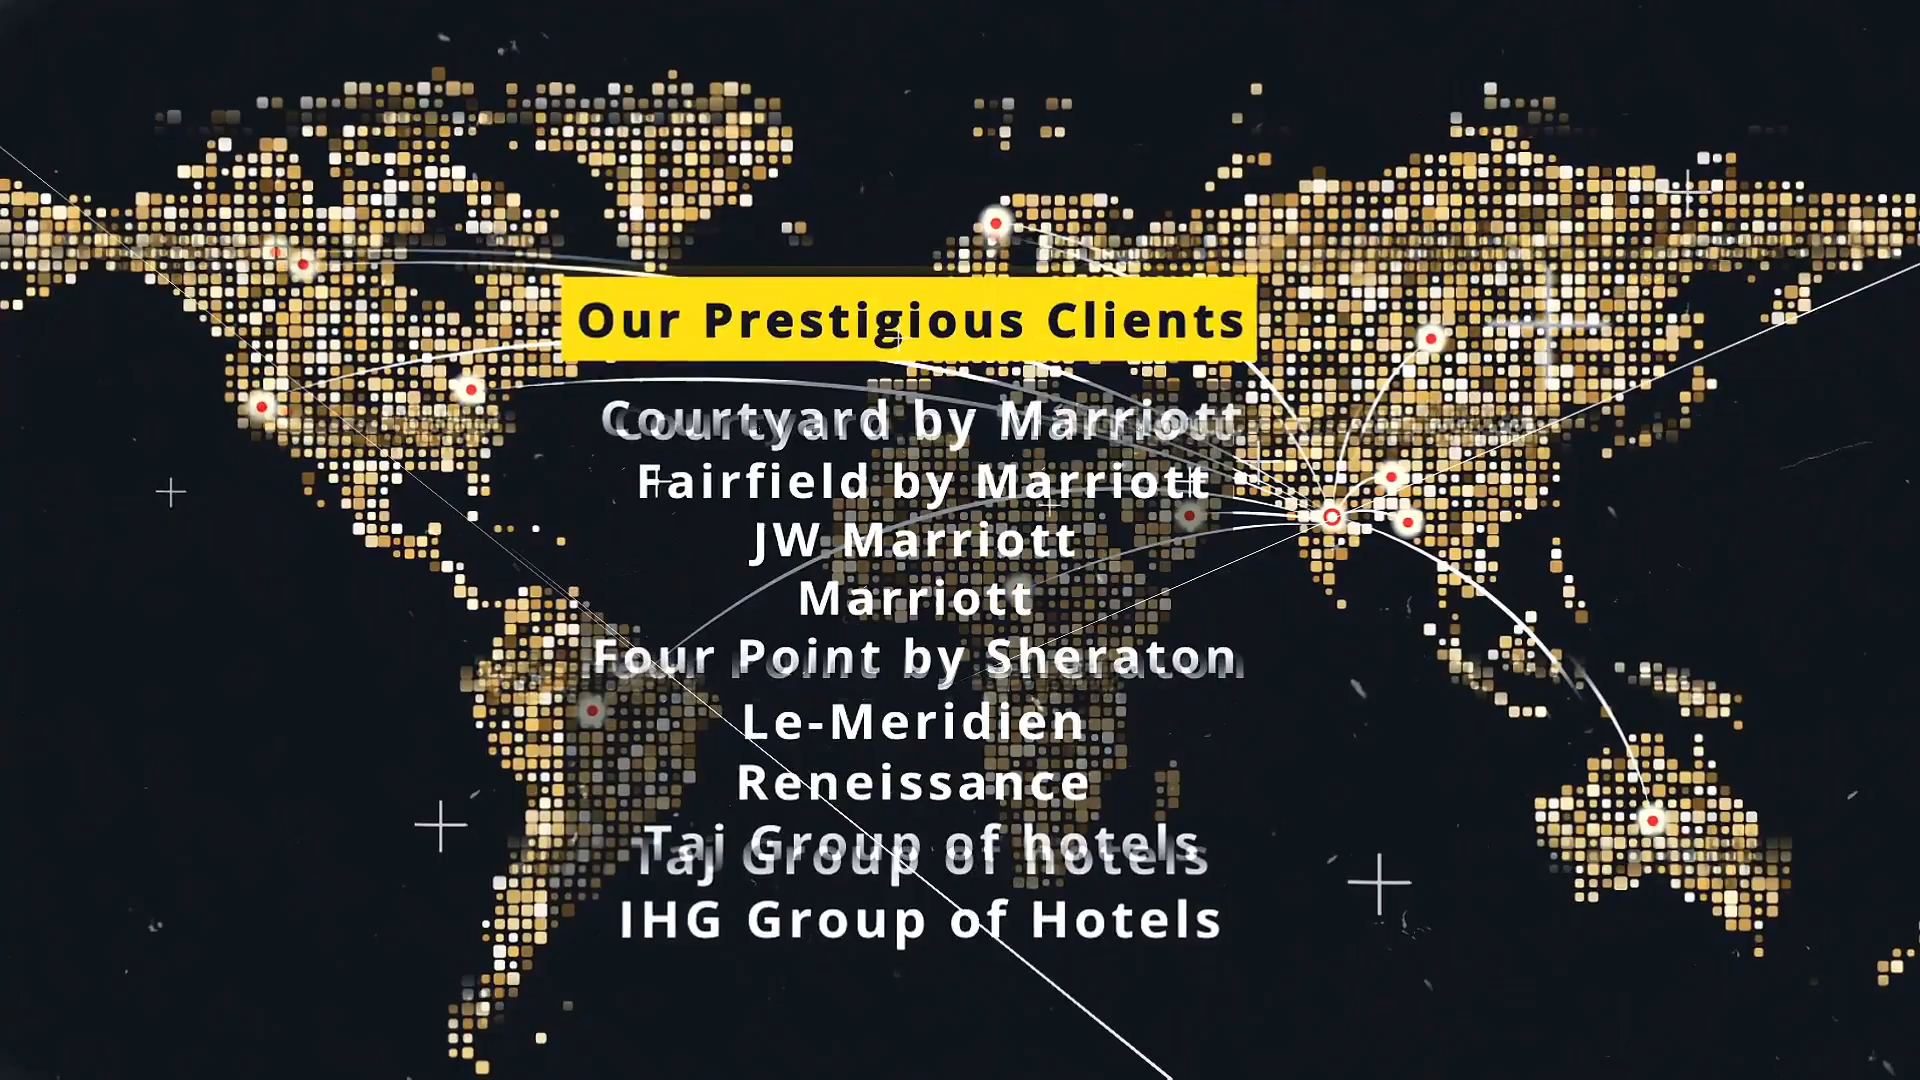 Our Prestigious Clients
Courtyard by Marriott
Fairfield by Marriott
JW Marriott
Marriott
Four Point by Sheraton
Le-Meridien
Reneissance
Taj Group of hotels
IHG Group of Hotels